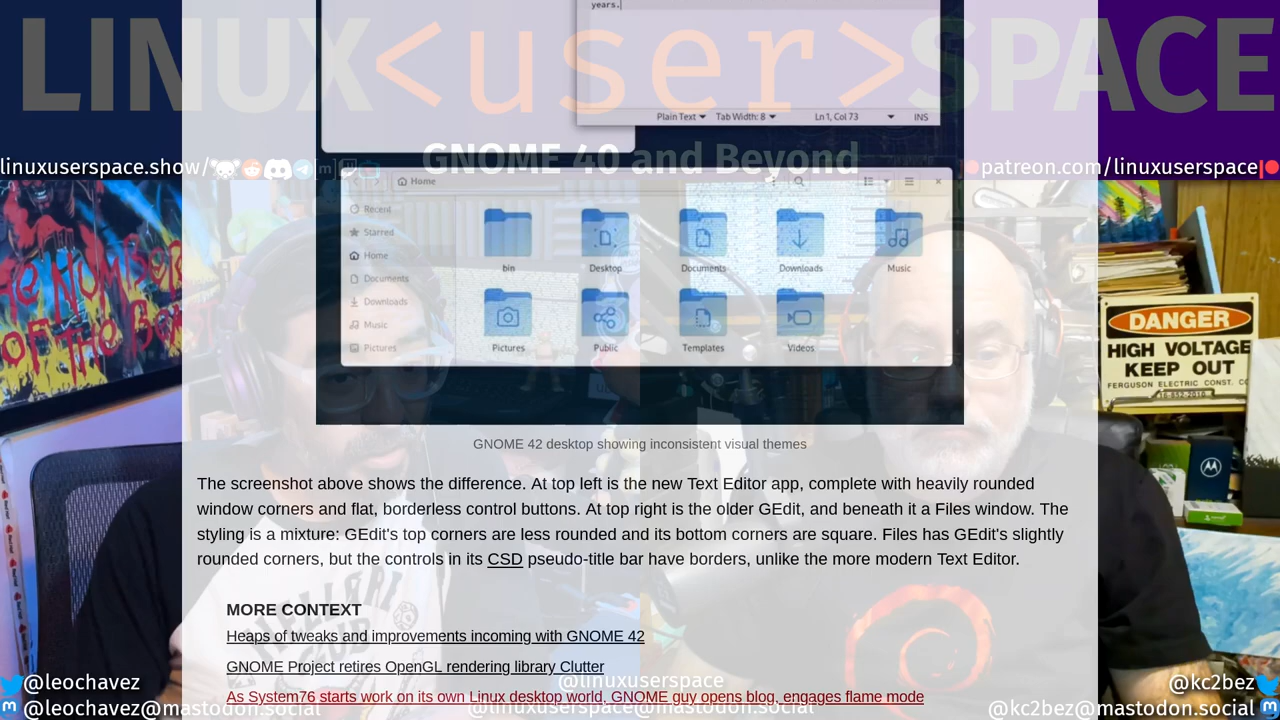 years.
LINUX<user>SPACE
Plain Text Tab Width: 8 Ln 1, Col 73 INS
GNOME 40 and Beyond
linuxuserspace.show/
patreon.com/linuxuserspace
Home
Recent
Starred
Home
Documents
Downloads
Music
Pictures
bin Desktop Documents Downloads Music
Pictures Public Templates Videos
DANGER
HIGH VOLTAGE
KEEP OUT
FERGUSON ELECTRIC CONST. CO
GNOME 42 desktop showing inconsistent visual themes
The screenshot above shows the difference. At top left is the new Text Editor app, complete with heavily rounded
window corners and flat, borderless control buttons. At top right is the older GEdit, and beneath it a Files window. The
styling is a mixture: GEdit's top corners are less rounded and its bottom corners are square. Files has GEdit's slightly
rounded corners, but the controls in its CSD pseudo-title bar have borders, unlike the more modern Text Editor.
MORE CONTEXT
Heaps of tweaks and improvements incoming with GNOME 42
GNOME Project retires OpenGL rendering library Clutter
As System76 starts work on its own Linux desktop world, GNOME guy opens blog, engages flame mode
@leochavez
@leochavez@mastodon.social
@linuxuserspace
@linuxuserspace@mastodon.social
@kc2bez
@kc2bez@mastodon.social